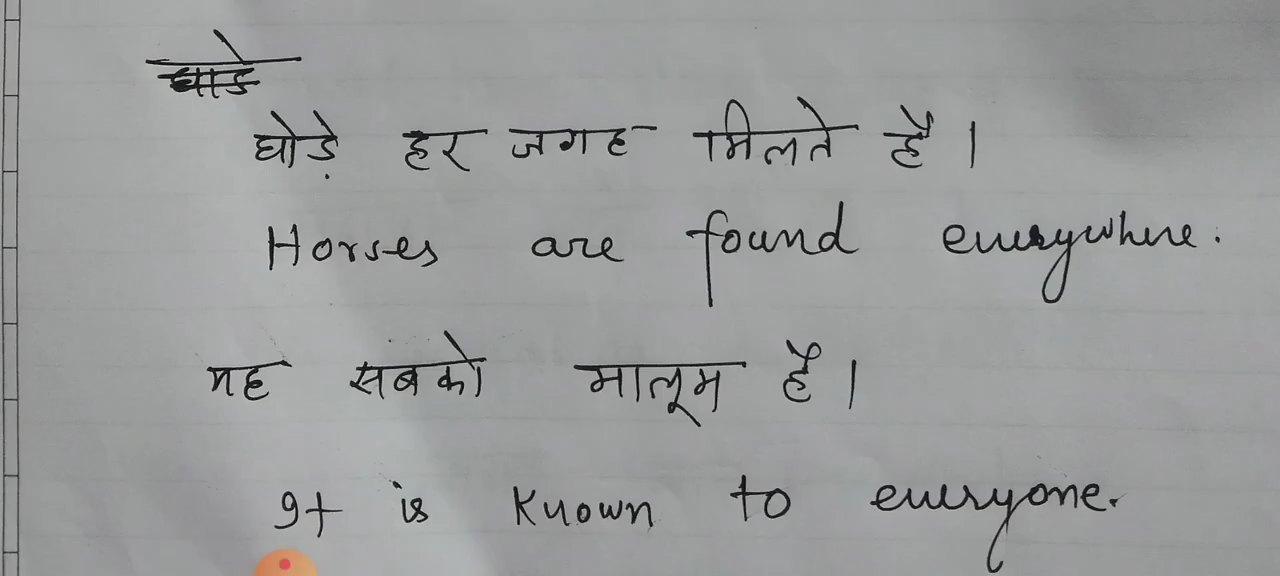 घोड़े हर जगह मिलते है।
Horses are found everywhere.
यह सबको मालूम है।
It is known to everyone.